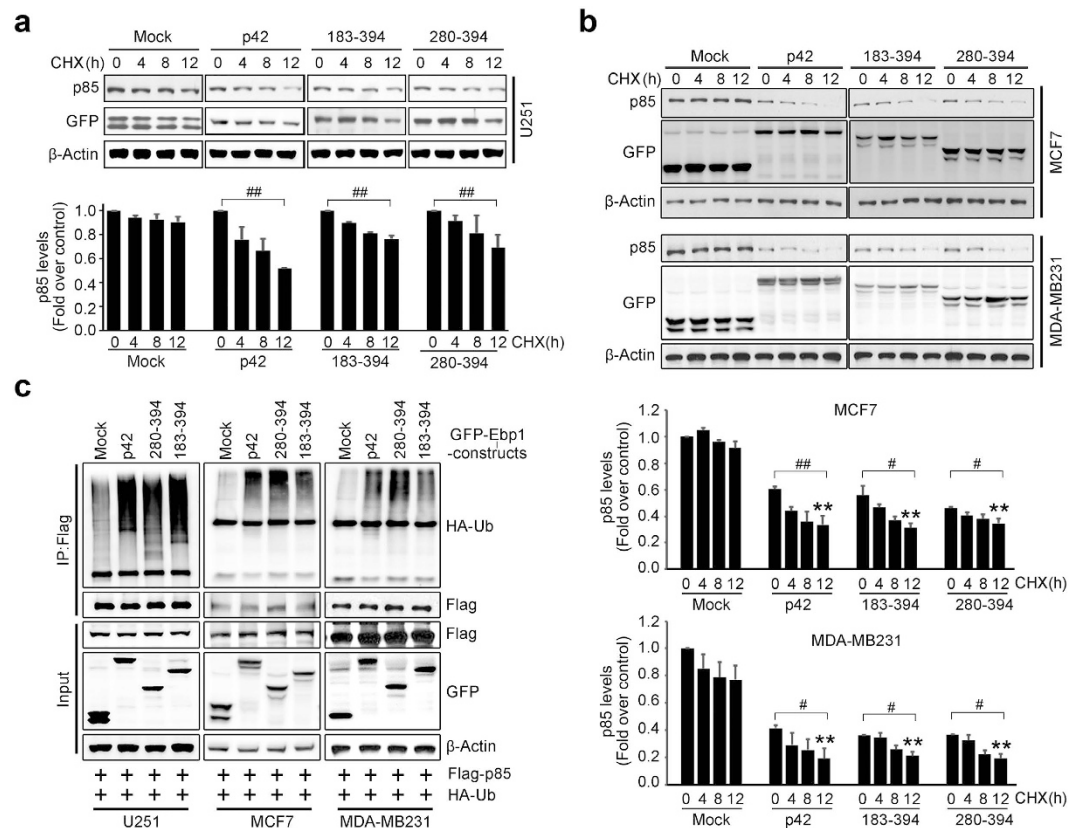 a
Mock p42 183-394 280-394
CHX(h) 0 4 8 12 0 4 8 12 0 4 8 12 0 4 8 12
p85
GFP
β-Actin
U251
## ## ##
p85 levels
(Fold over control)
1.0
0.8
0.6
0.4
0.2
0.0
0 4 8 12 0 4 8 12 0 4 8 12 0 4 8 12 CHX(h)
Mock p42 183-394 280-394
b
Mock p42 183-394 280-394
CHX(h) 0 4 8 12 0 4 8 12 0 4 8 12 0 4 8 12
p85
GFP
β-Actin
MCF7
p85
GFP
β-Actin
MDA-MB231
MCF7
p85 levels
(Fold over control)
1.2
1.0
0.8
0.6
0.4
0.2
0
## # #
** ** **
0 4 8 12 0 4 8 12 0 4 8 12 0 4 8 12 CHX(h)
Mock p42 183-394 280-394
MDA-MB231
p85 levels
(Fold over control)
1.0
0.8
0.6
0.4
0.2
0.0
# # #
** ** **
0 4 8 12 0 4 8 12 0 4 8 12 0 4 8 12 CHX(h)
Mock p42 183-394 280-394
c
Mock p42 280-394 183-394 Mock p42 280-394 183-394 Mock p42 280-394 183-394
GFP-Ebp1
-constructs
IP:Flag
HA-Ub
Flag
Input
Flag
GFP
β-Actin
+ + + + + + + + + + + + Flag-p85
+ + + + + + + + + + + + HA-Ub
U251 MCF7 MDA-MB231